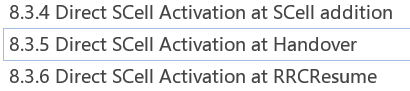 8.3.4 Direct SCell Activation at SCell addition
8.3.5 Direct SCell Activation at Handover
8.3.6 Direct SCell Activation at RRCResume